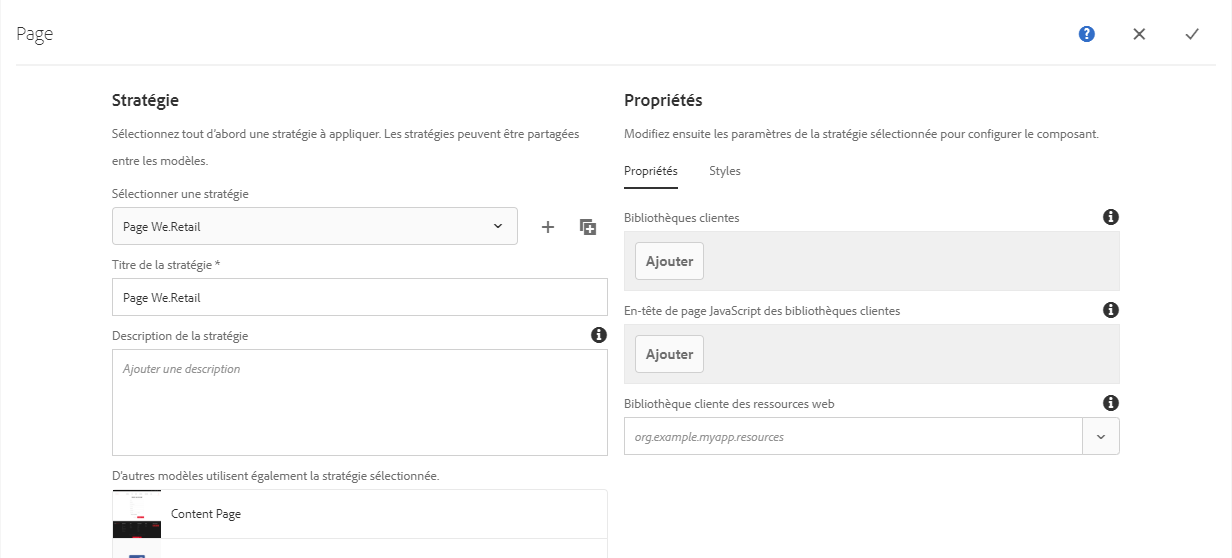 Page
Stratégie
Sélectionnez tout d'abord une stratégie à appliquer. Les stratégies peuvent être partagées
entre les modèles.
Sélectionner une stratégie
Page We.Retail
Titre de la stratégie *
Page We.Retail
Description de la stratégie
Ajouter une description
D'autres modèles utilisent également la stratégie sélectionnée.
Content Page
Propriétés
Modifiez ensuite les paramètres de la stratégie sélectionnée pour configurer le composant.
Propriétés Styles
Bibliothèques clientes
Ajouter
En-tête de page JavaScript des bibliothèques clientes
Ajouter
Bibliothèque cliente des ressources web
org.example.myapp.resources